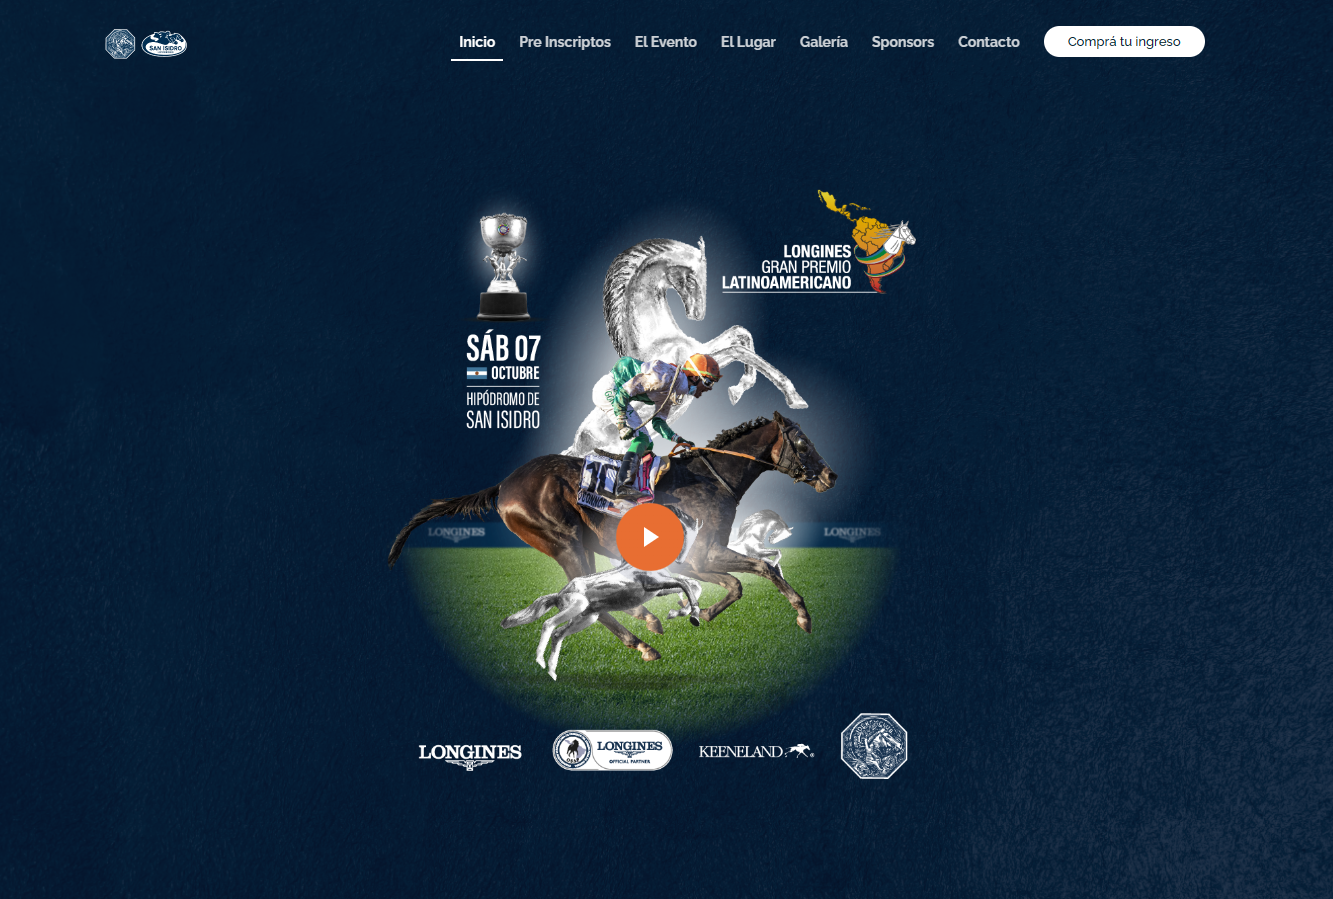 SAN ISIDRO
Inicio
Pre Inscriptos
El Evento
El Lugar
Galería
Sponsors
Contacto
Comprá tu ingreso
LONGINES
GRAN PREMIO
LATINOAMERICANO
SÁB 07
OCTUBRE
HIPÓDROMO DE
SAN ISIDRO
10
LONGINES
LONGINES
LONGINES
LONGINES
OFFICIAL PARTNER
KEENELAND